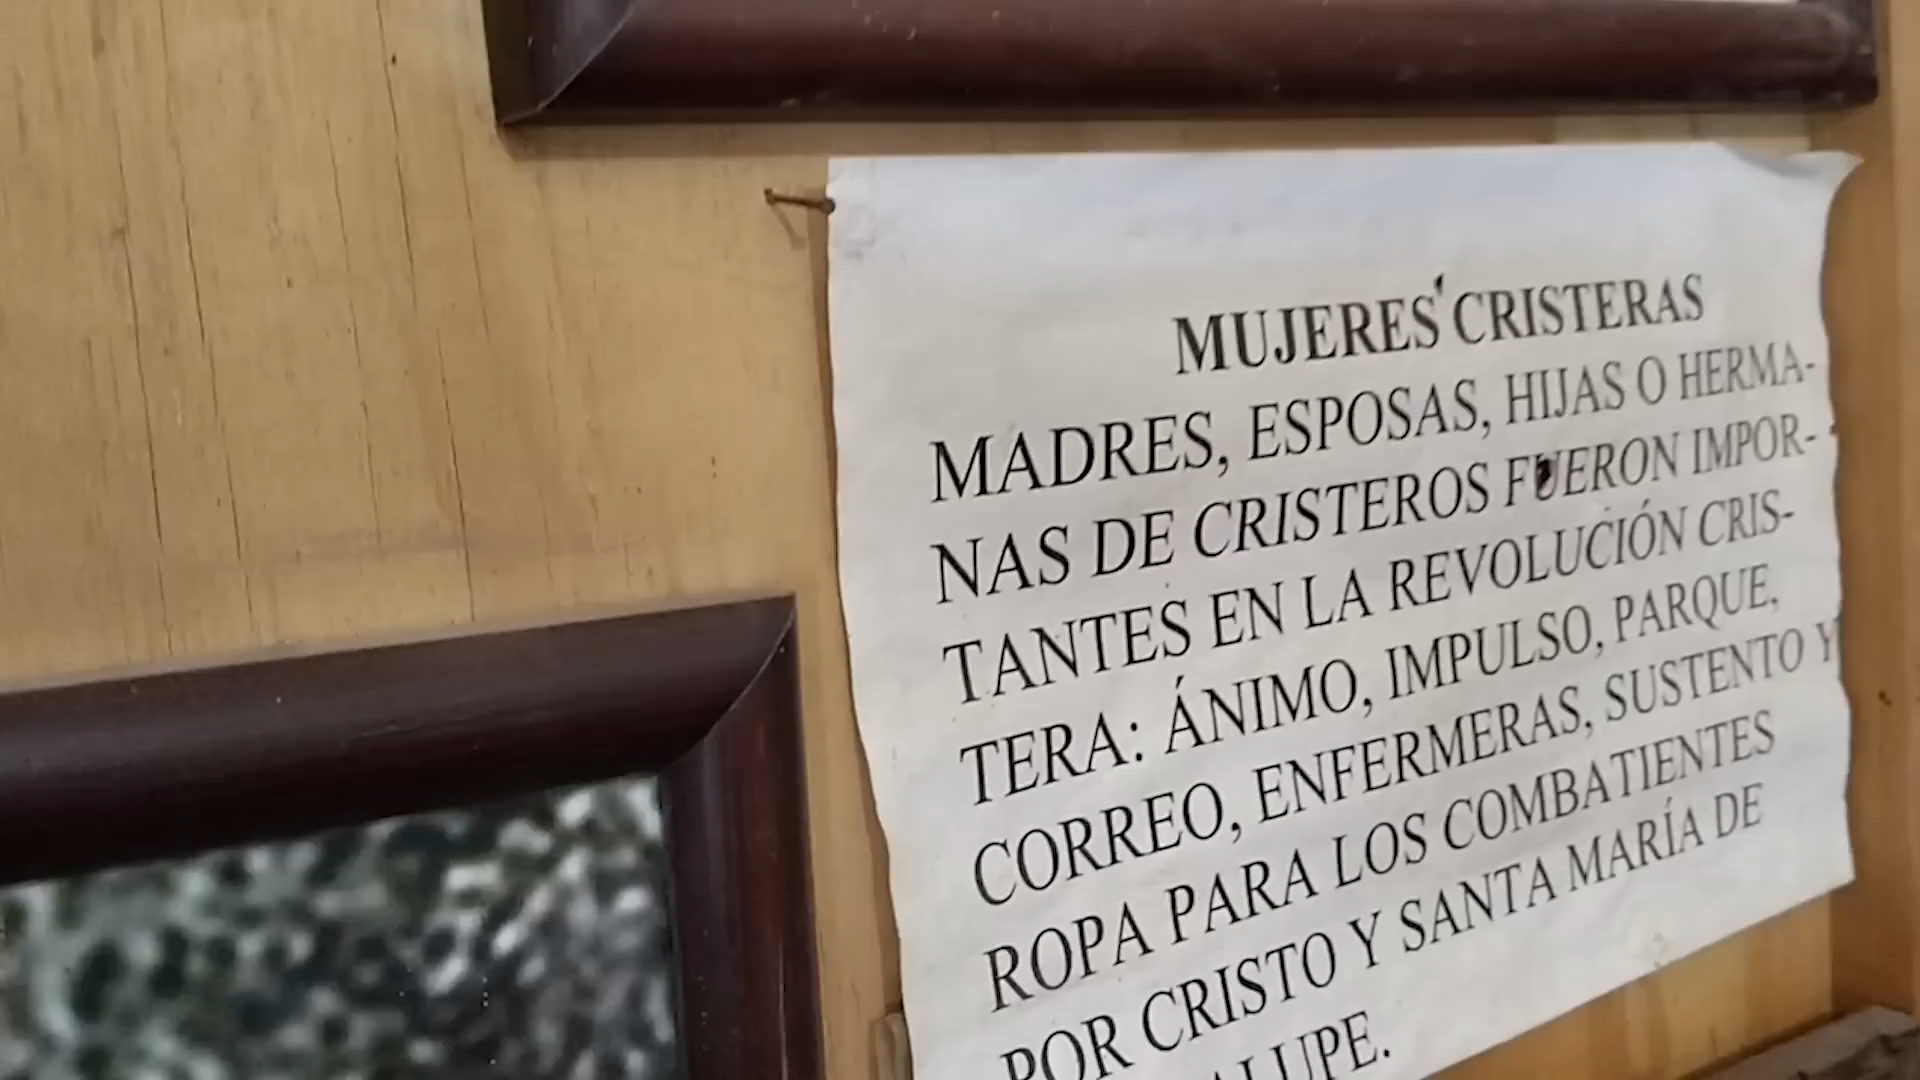 MUJERES CRISTERAS
MADRES, ESPOSAS, HIJAS O HERMA-
NAS DE CRISTEROS FUERON IMPOR-
TANTES EN LA REVOLUCIÓN CRIS-
TERA: ÁNIMO, IMPULSO, PARQUE,
CORREO, ENFERMERAS, SUSTENTO Y
ROPA PARA LOS COMBATIENTES
POR CRISTO Y SANTA MARÍA DE